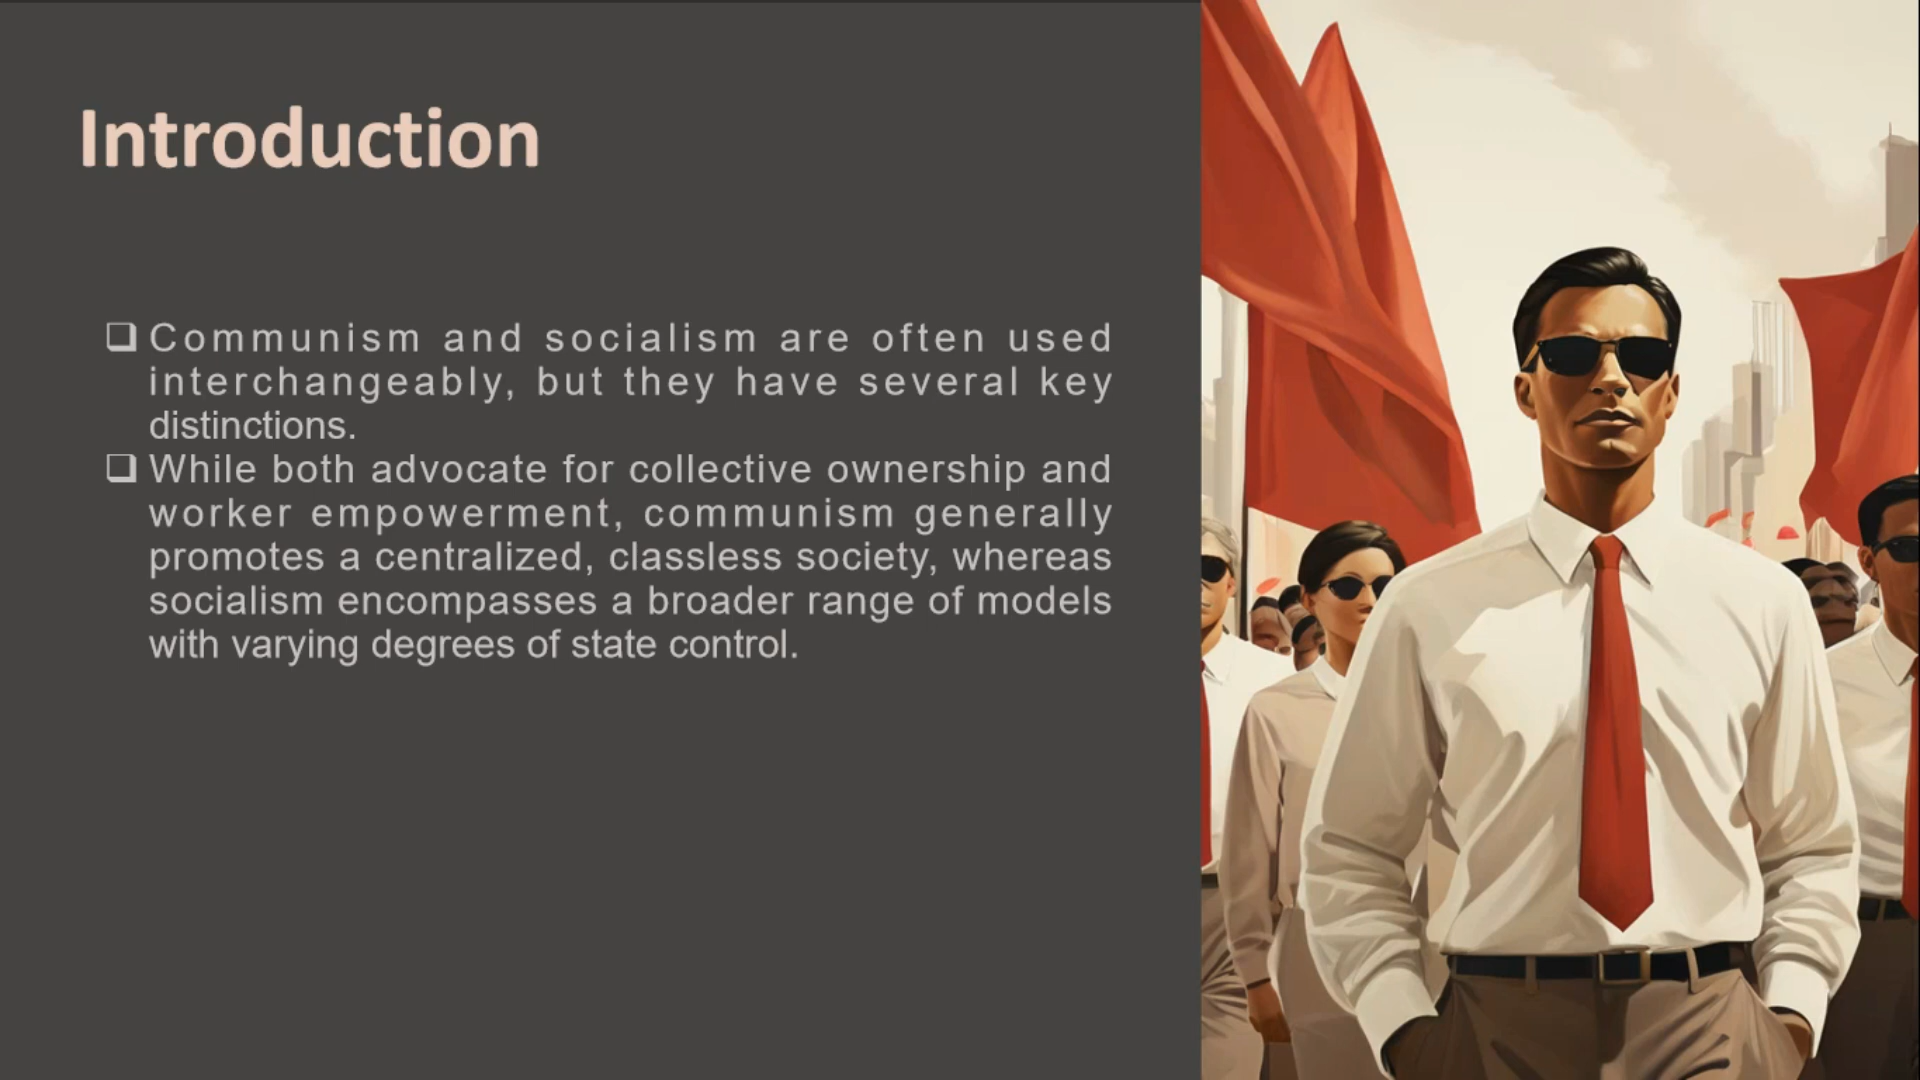 Introduction
❑ Communism and socialism are often used
interchangeably, but they have several key
distinctions.
❑ While both advocate for collective ownership and
worker empowerment, communism generally
promotes a centralized, classless society, whereas
socialism encompasses a broader range of models
with varying degrees of state control.